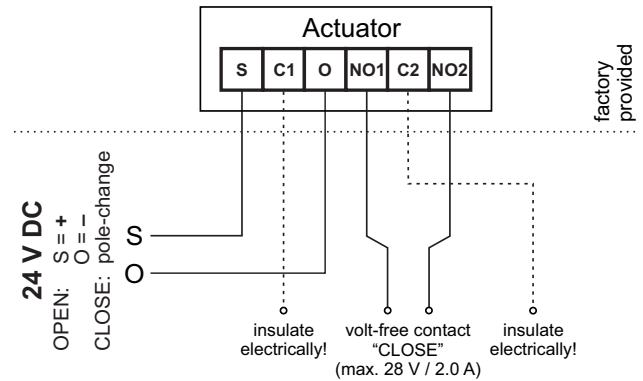 Actuator
S C1 O NO1 C2 NO2
factory
provided
24 V DC
OPEN: S = +
O = –
CLOSE: pole-change
S
O
insulate
electrically!
volt-free contact
“CLOSE”
(max. 28 V / 2.0 A)
insulate
electrically!